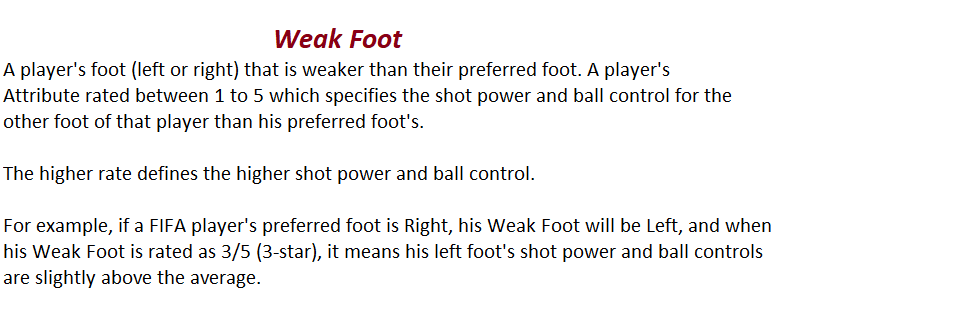 Weak Foot
A player's foot (left or right) that is weaker than their preferred foot. A player's
Attribute rated between 1 to 5 which specifies the shot power and ball control for the
other foot of that player than his preferred foot's.
The higher rate defines the higher shot power and ball control.
For example, if a FIFA player's preferred foot is Right, his Weak Foot will be Left, and when
his Weak Foot is rated as 3/5 (3-star), it means his left foot's shot power and ball controls
are slightly above the average.